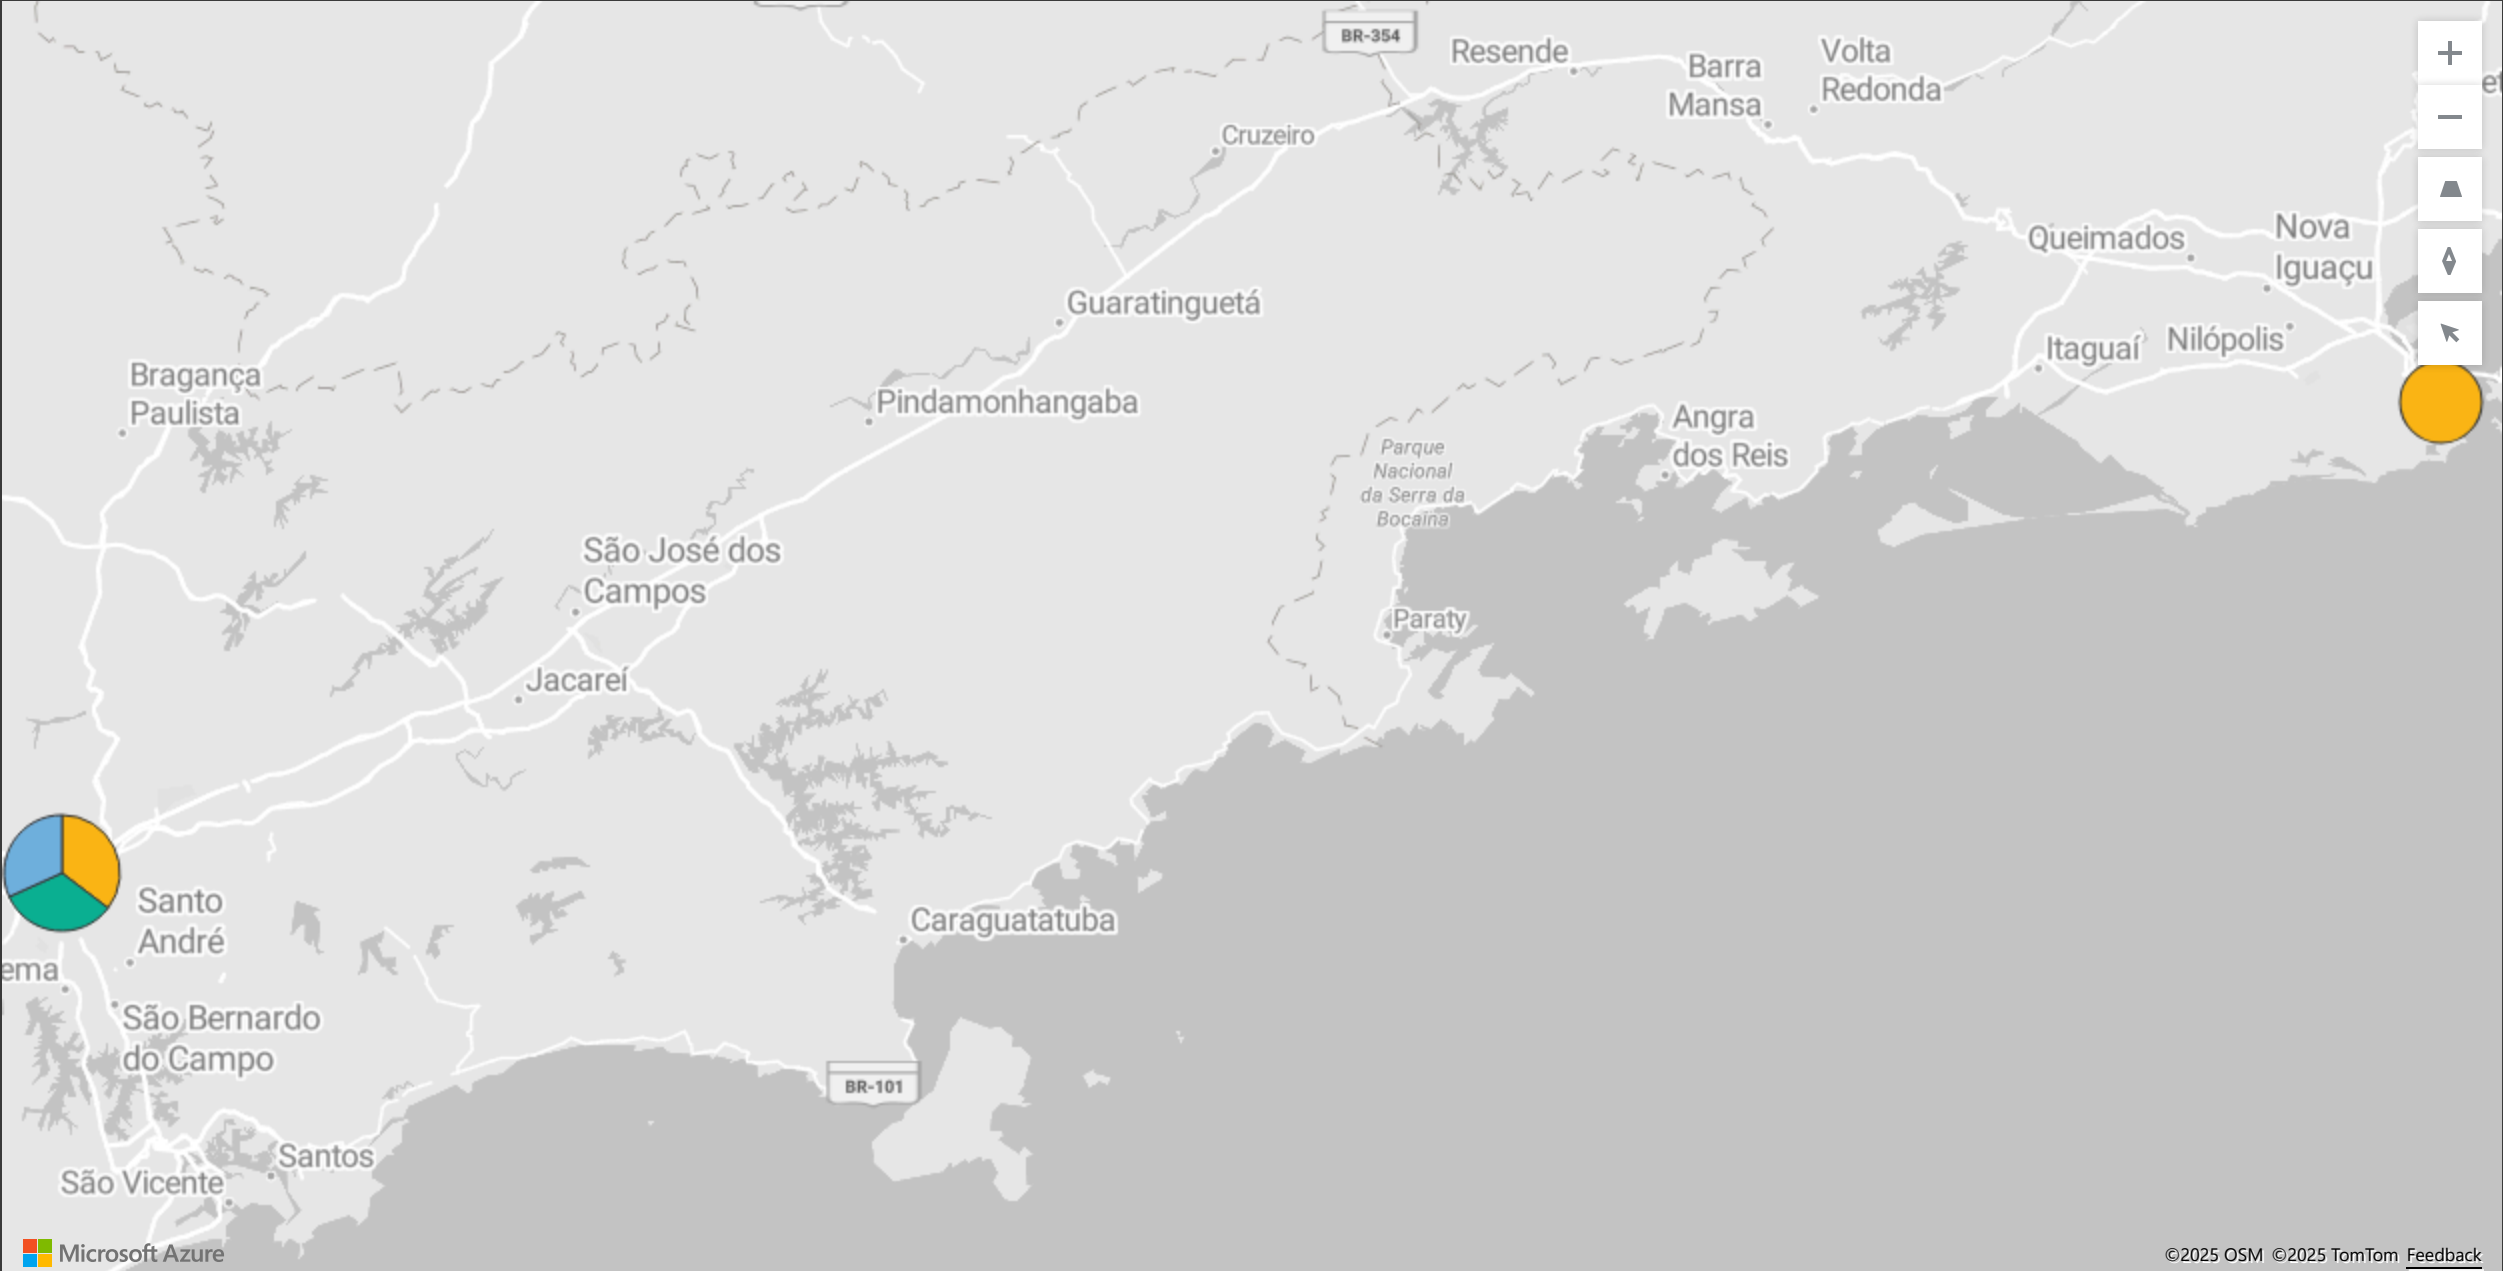 BR-354
Resende
Barra
Mansa
Volta
Redonda
Cruzeiro
Queimados
Nova
Iguaçu
Guaratinguetá
Itaguaí
Nilópolis
Bragança
Paulista
Pindamonhangaba
Angra
dos Reis
Parque
Nacional
da Serra da
Bocaina
São José dos
Campos
Paraty
Jacareí
Santo
André
Caraguatatuba
ema
São Bernardo
do Campo
BR-101
Santos
São Vicente
Microsoft Azure
©2025 OSM ©2025 TomTom Feedback